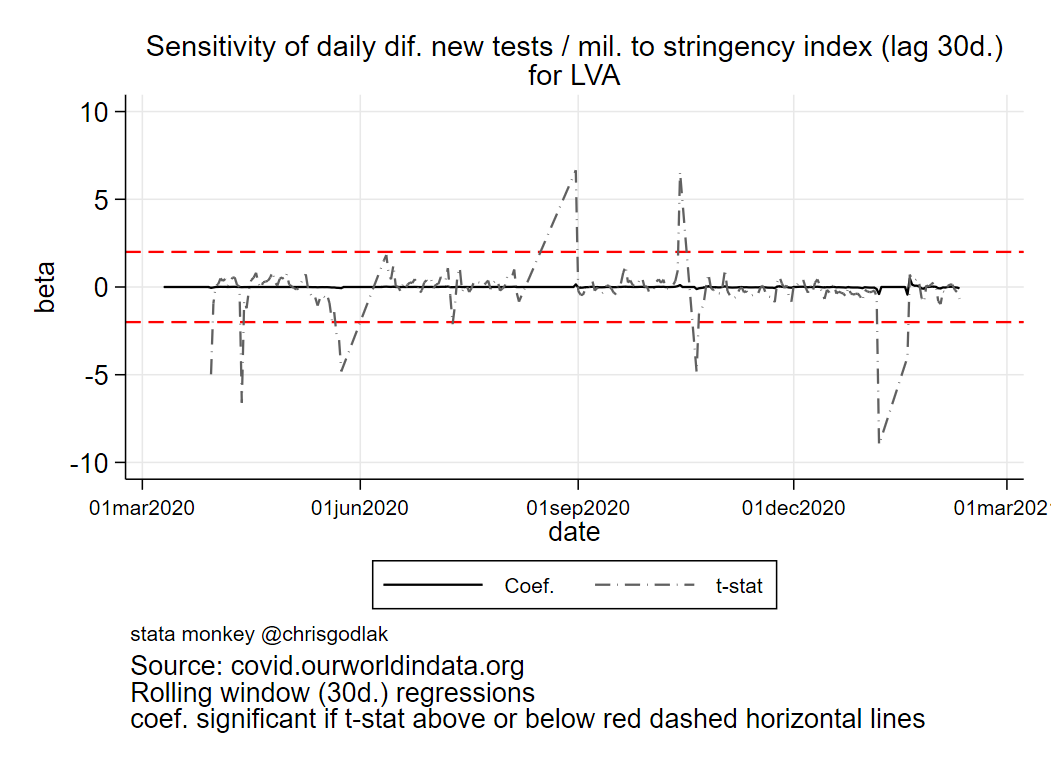 Sensitivity of daily dif. new tests / mil. to stringency index (lag 30d.)
for LVA
10
5
0
-5
-10
beta
01mar2020
01jun2020
01sep2020
01dec2020
01mar202
date
Coef.
t-stat
stata monkey @chrisgodlak
Source: covid.ourworldindata.org
Rolling window (30d.) regressions
coef. significant if t-stat above or below red dashed horizontal lines